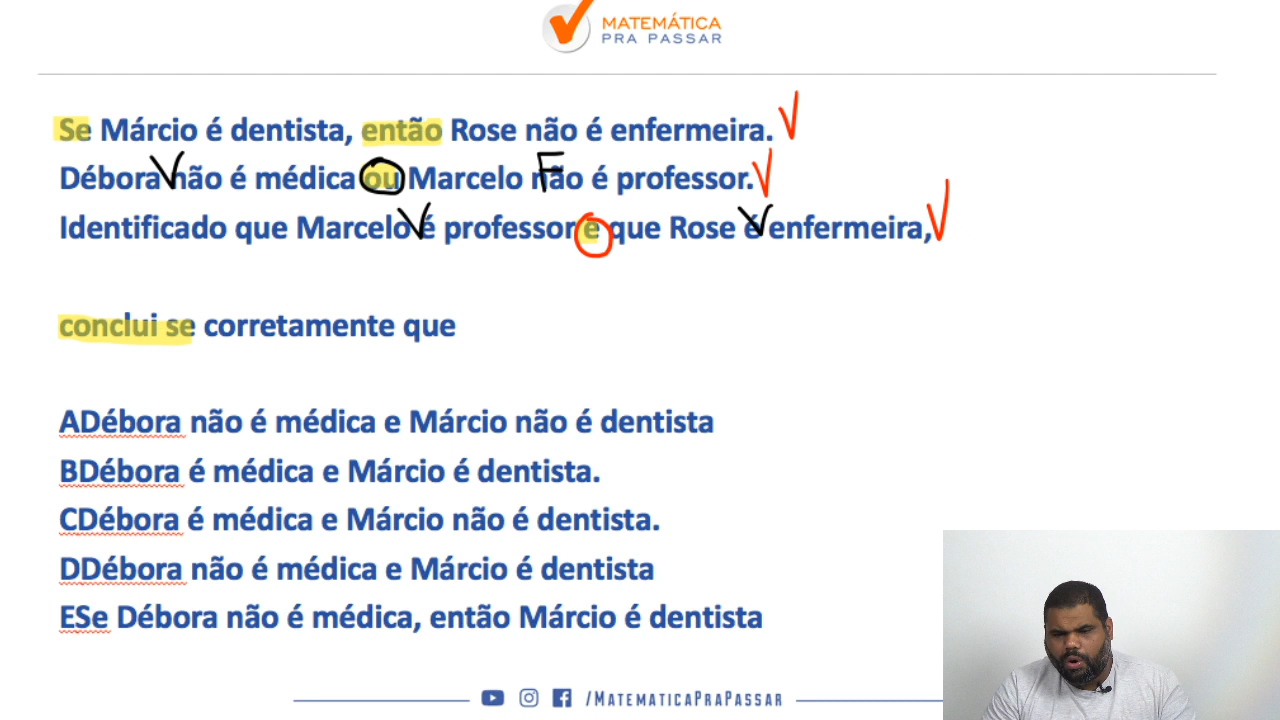 MATEMÁTICA
PRA PASSAR
Se Márcio é dentista, então Rose não é enfermeira. V
V F
Débora não é médica ou Marcelo não é professor. V
V V
Identificado que Marcelo é professor e que Rose é enfermeira, V
conclui se corretamente que
ADébora não é médica e Márcio não é dentista
BDébora é médica e Márcio é dentista.
CDébora é médica e Márcio não é dentista.
DDébora não é médica e Márcio é dentista
ESe Débora não é médica, então Márcio é dentista
/MATEMATICAPRAPASSAR